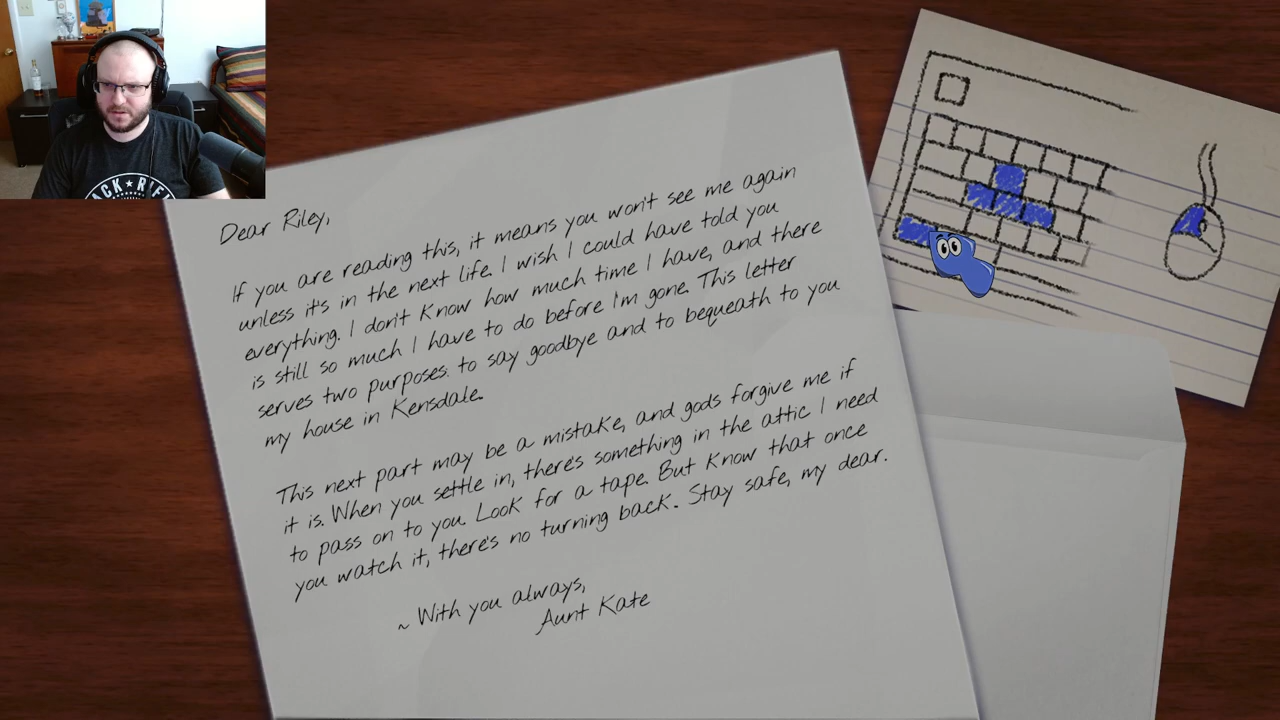 Dear Riley,
If you are reading this, it means you won't see me again
unless it's in the next life. I wish I could have told you
everything. I don't know how much time I have, and there
is still so much I have to do before I'm gone. This letter
serves two purposes: to say goodbye and to bequeath to you
my house in Kensdale.
This next part may be a mistake, and gods forgive me if
it is. When you settle in, there's something in the attic I need
to pass on to you. Look for a tape. But know that once
you watch it, there's no turning back. Stay safe, my dear.
~ With you always,
Aunt Kate